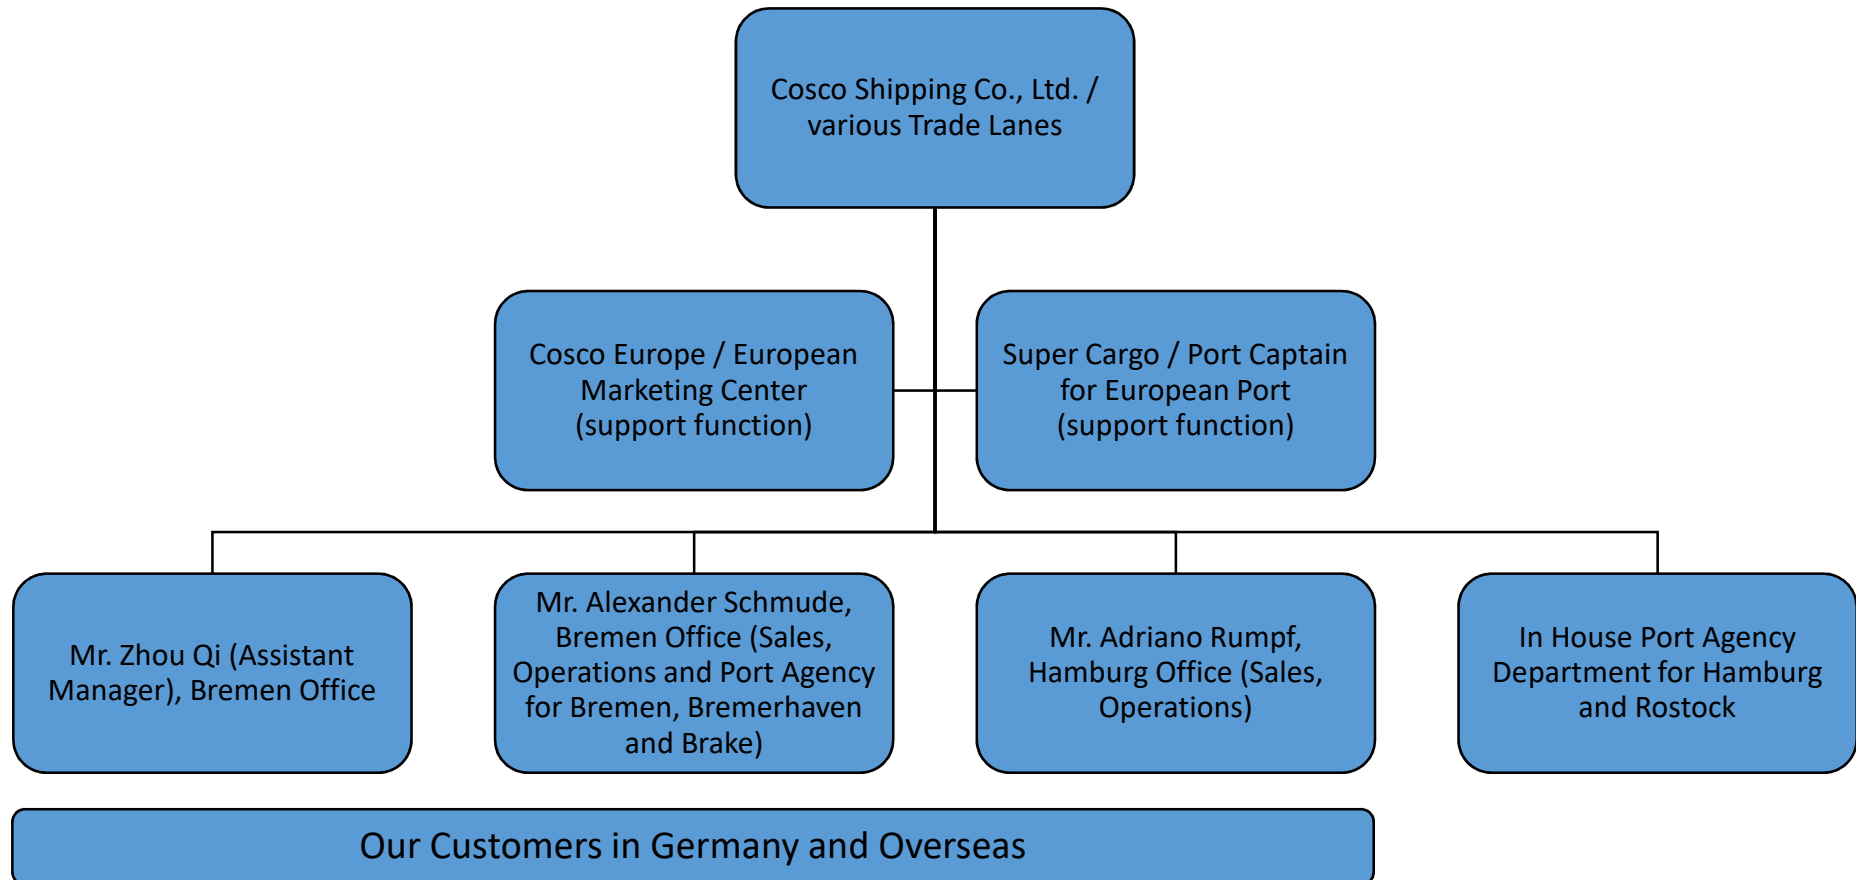 Cosco Shipping Co., Ltd. /
various Trade Lanes
Cosco Europe / European
Marketing Center
(support function)
Super Cargo / Port Captain
for European Port
(support function)
Mr. Zhou Qi (Assistant
Manager), Bremen Office
Mr. Alexander Schmude,
Bremen Office (Sales,
Operations and Port Agency
for Bremen, Bremerhaven
and Brake)
Mr. Adriano Rumpf,
Hamburg Office (Sales,
Operations)
In House Port Agency
Department for Hamburg
and Rostock
Our Customers in Germany and Overseas